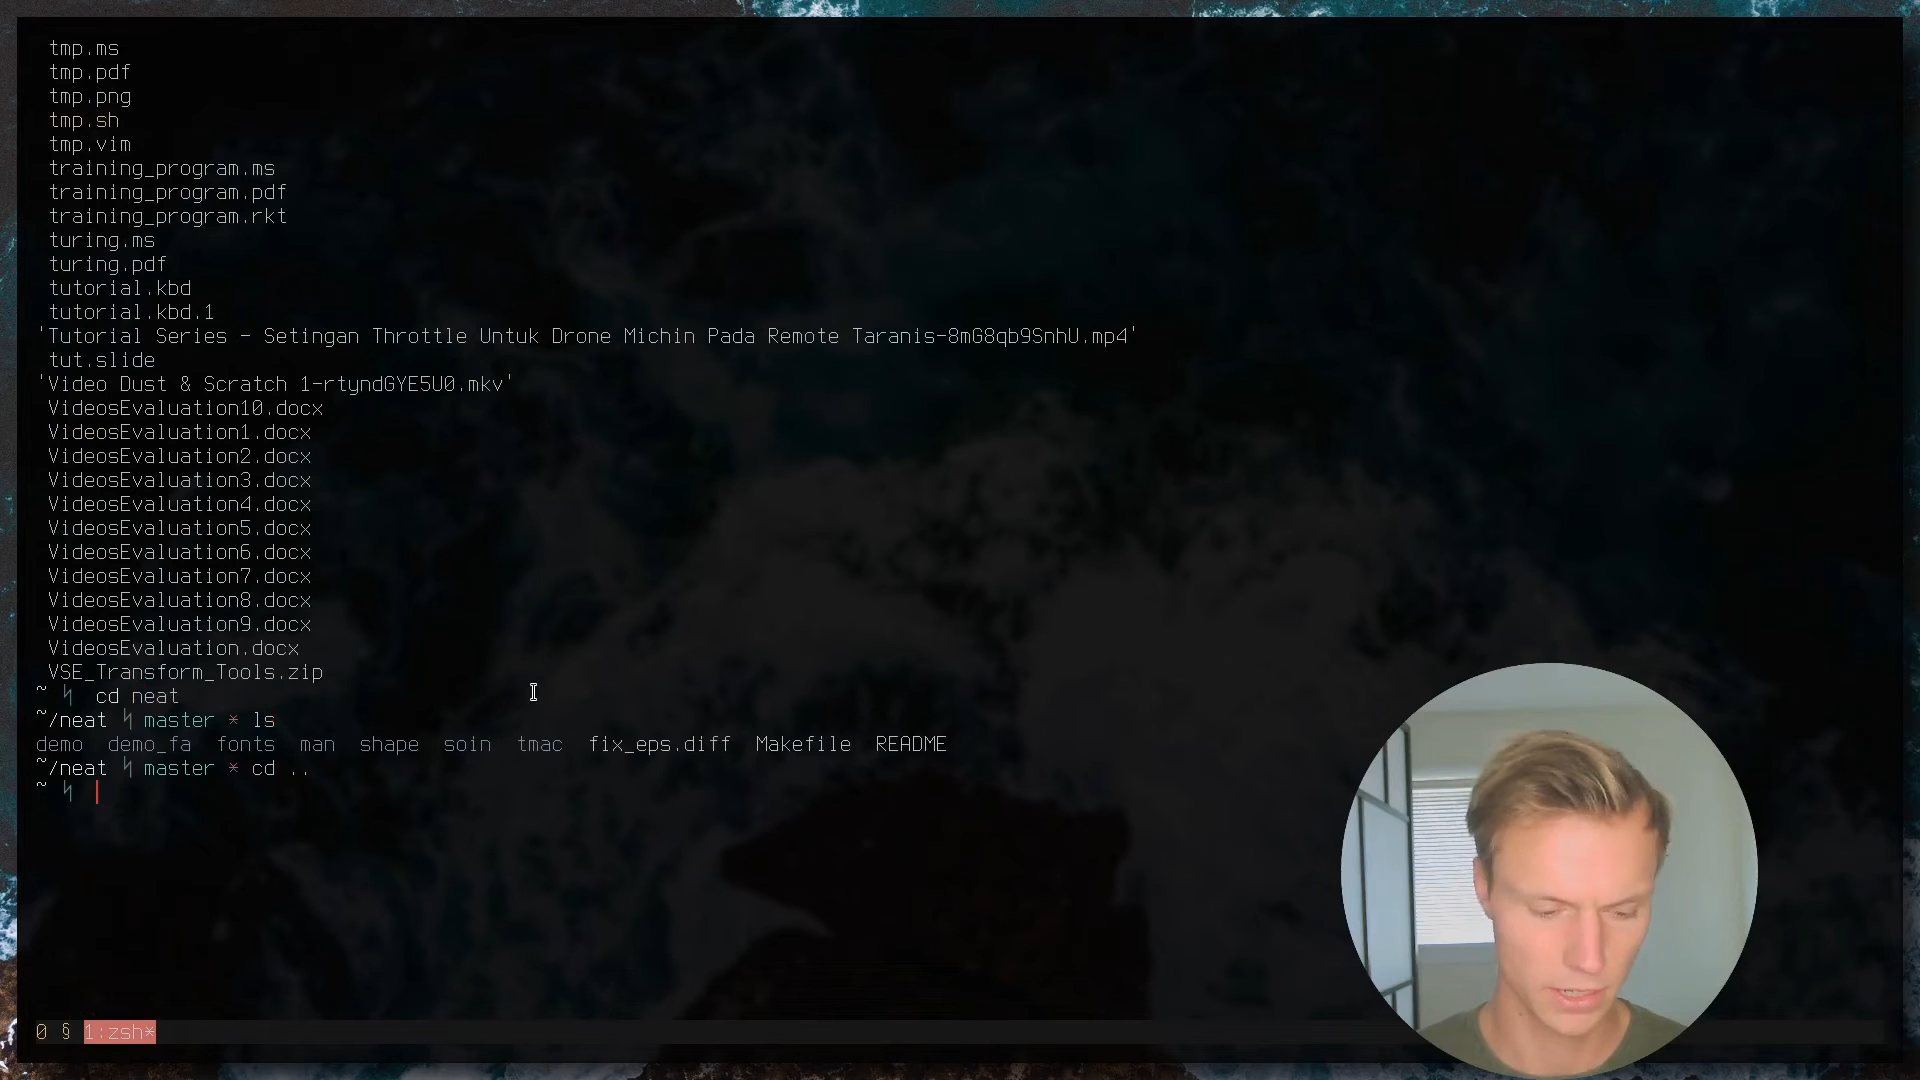 tmp.ms
tmp.pdf
tmp.png
tmp.sh
tmp.vim
training_program.ms
training_program.pdf
training_program.rkt
turing.ms
turing.pdf
tutorial.kbd
tutorial.kbd.1
'Tutorial Series - Setingan Throttle Untuk Drone Michin Pada Remote Taranis-8mG8qb9SnhU.mp4'
tut.slide
'Video Dust & Scratch 1-rtyndGYE5U0.mkv'
VideosEvaluation10.docx
VideosEvaluation1.docx
VideosEvaluation2.docx
VideosEvaluation3.docx
VideosEvaluation4.docx
VideosEvaluation5.docx
VideosEvaluation6.docx
VideosEvaluation7.docx
VideosEvaluation8.docx
VideosEvaluation9.docx
VideosEvaluation.docx
VSE_Transform_Tools.zip
~ ᛋ cd neat
~/neat ᛋ master * ls
demo demo_fa fonts man shape soin tmac fix_eps.diff Makefile README
~/neat ᛋ master * cd ..
~ ᛋ
0 § 1:zsh*